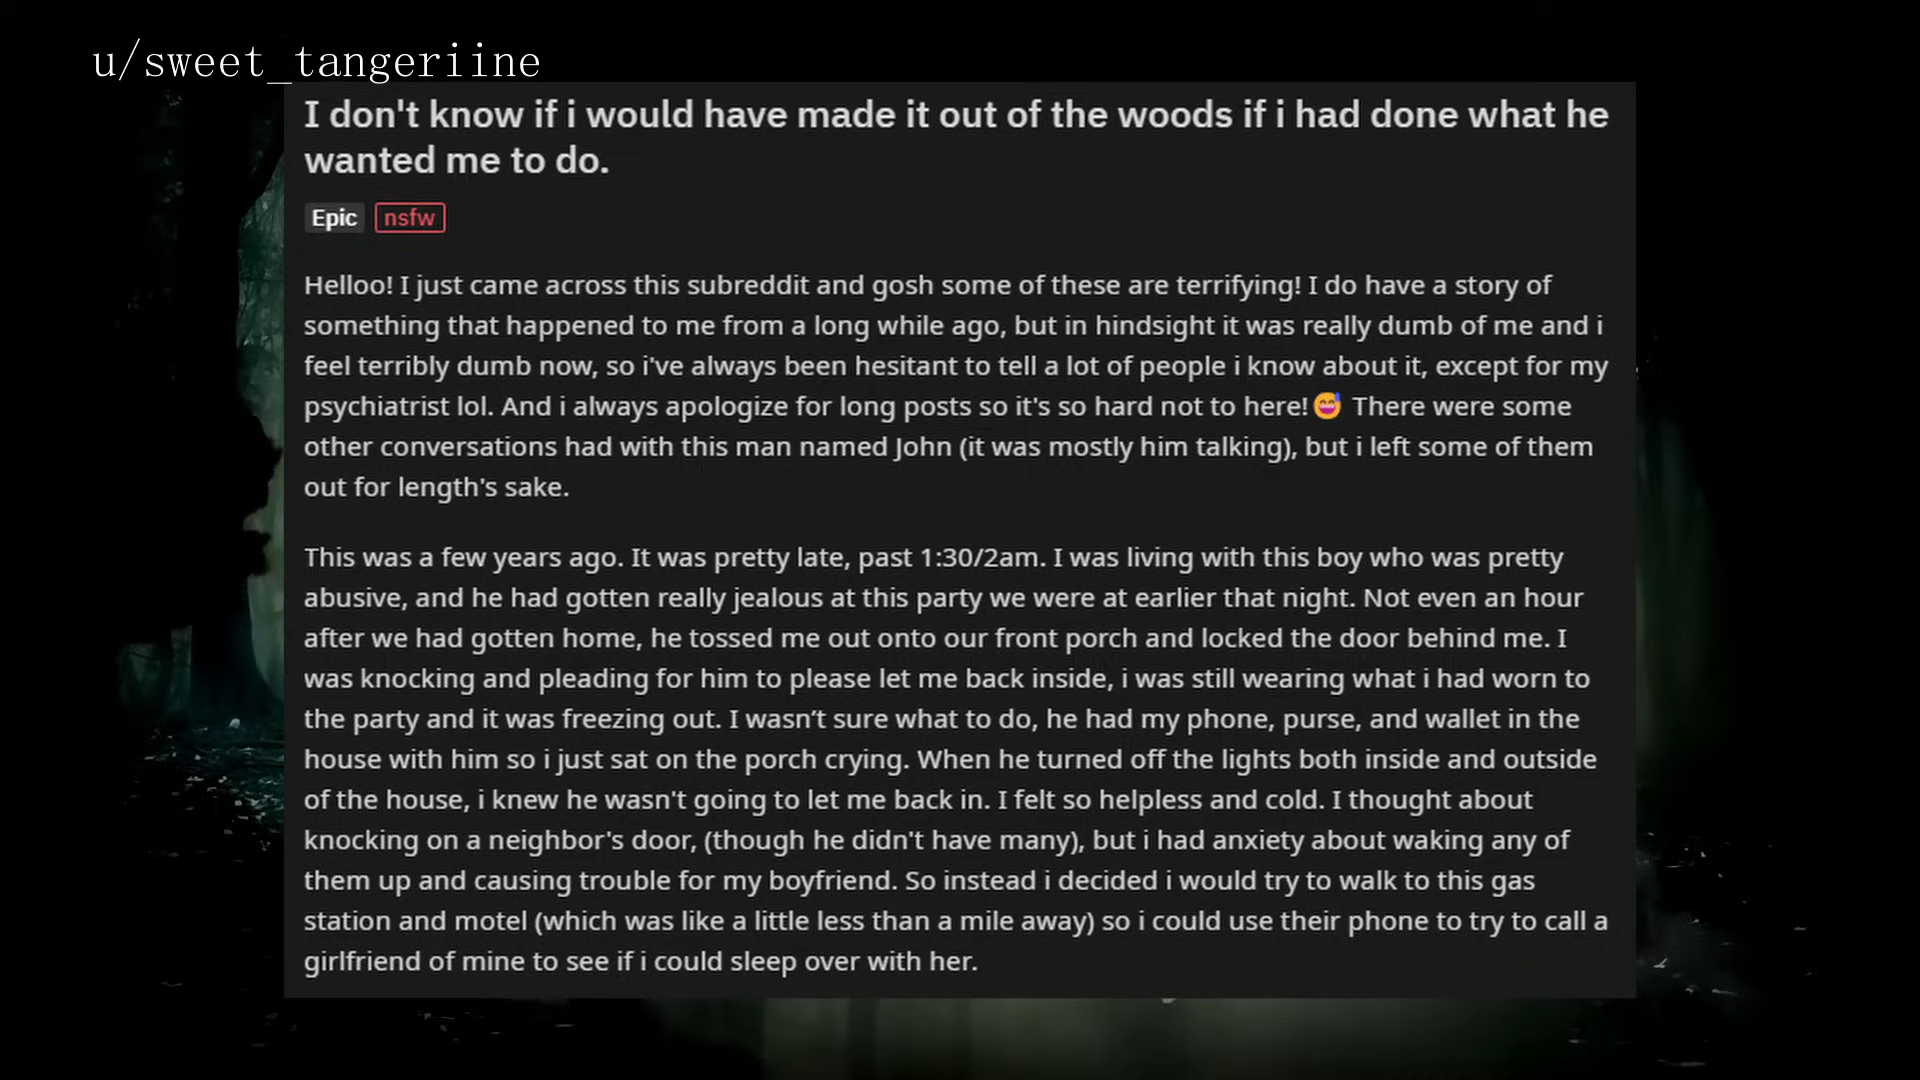 u/sweet_tangeriine
I don't know if i would have made it out of the woods if i had done what he
wanted me to do.
Epic nsfw
Helloo! I just came across this subreddit and gosh some of these are terrifying! I do have a story of
something that happened to me from a long while ago, but in hindsight it was really dumb of me and i
feel terribly dumb now, so i've always been hesitant to tell a lot of people i know about it, except for my
psychiatrist lol. And i always apologize for long posts so it's so hard not to here!😅 There were some
other conversations had with this man named John (it was mostly him talking), but i left some of them
out for length's sake.
This was a few years ago. It was pretty late, past 1:30/2am. I was living with this boy who was pretty
abusive, and he had gotten really jealous at this party we were at earlier that night. Not even an hour
after we had gotten home, he tossed me out onto our front porch and locked the door behind me. I
was knocking and pleading for him to please let me back inside, i was still wearing what i had worn to
the party and it was freezing out. I wasn’t sure what to do, he had my phone, purse, and wallet in the
house with him so i just sat on the porch crying. When he turned off the lights both inside and outside
of the house, i knew he wasn't going to let me back in. I felt so helpless and cold. I thought about
knocking on a neighbor's door, (though he didn't have many), but i had anxiety about waking any of
them up and causing trouble for my boyfriend. So instead i decided i would try to walk to this gas
station and motel (which was like a little less than a mile away) so i could use their phone to try to call a
girlfriend of mine to see if i could sleep over with her.